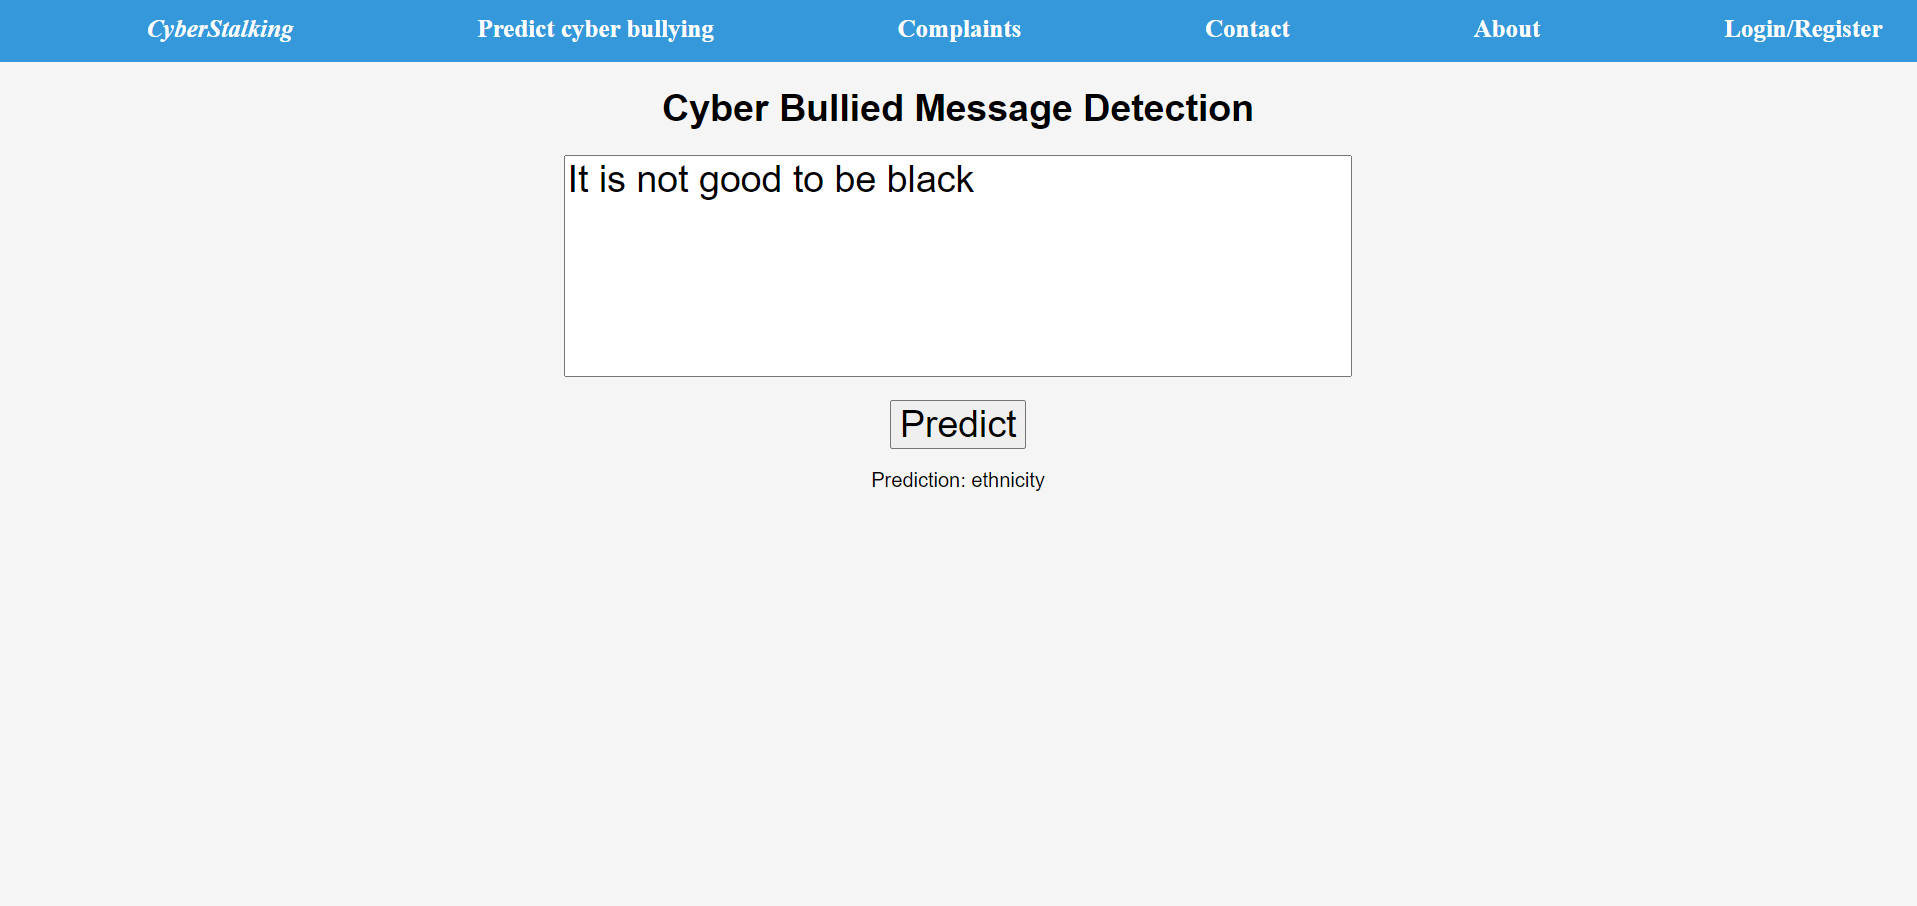 CyberStalking Predict cyber bullying Complaints Contact About Login/Register
Cyber Bullied Message Detection
It is not good to be black
Predict
Prediction: ethnicity